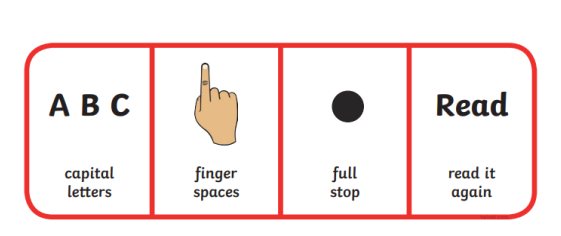 A B C
capital
letters
finger
spaces
full
stop
Read
read it
again